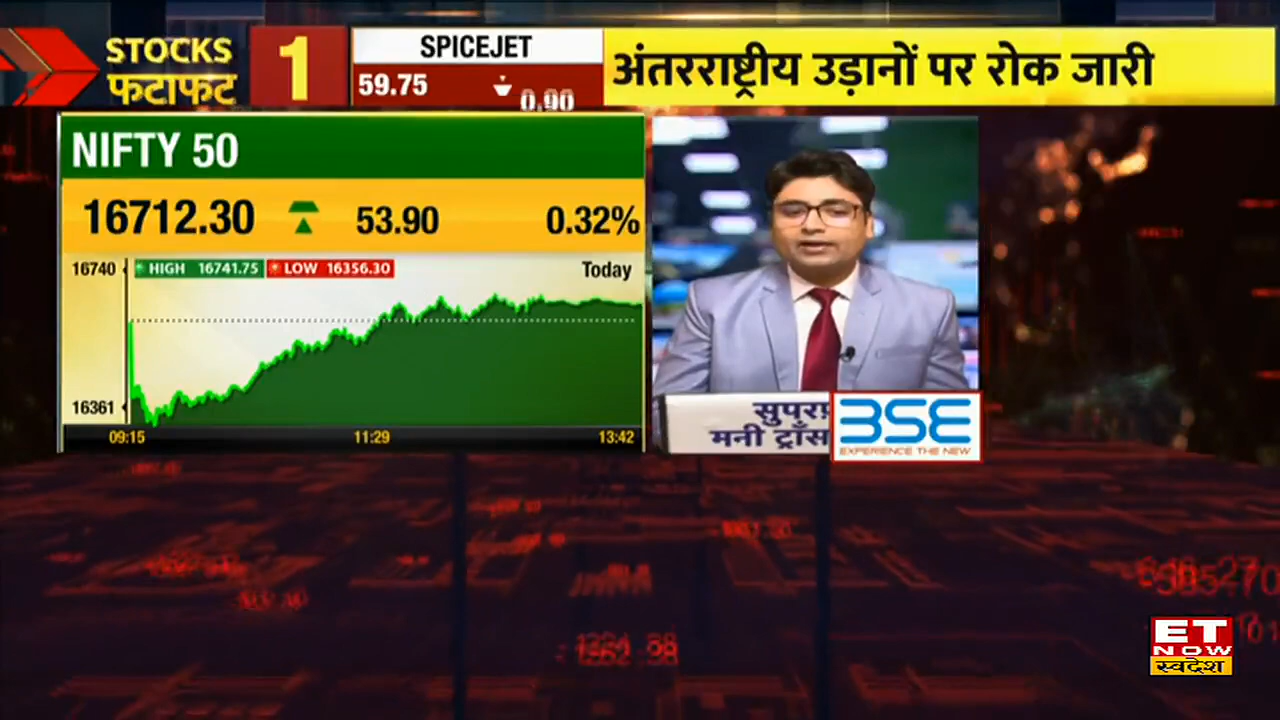 STOCKS
फटाफट
1
SPICEJET
59.75 0.90
अंतरराष्ट्रीय उड़ानों पर रोक जारी
NIFTY 50
16712.30 53.90 0.32%
16740 HIGH 16741.75 LOW 16356.30 Today
16361
09:15 11:29 13:42
मनी
BSE
EXPERIENCE THE NEW
ET
NOW
स्वदेश